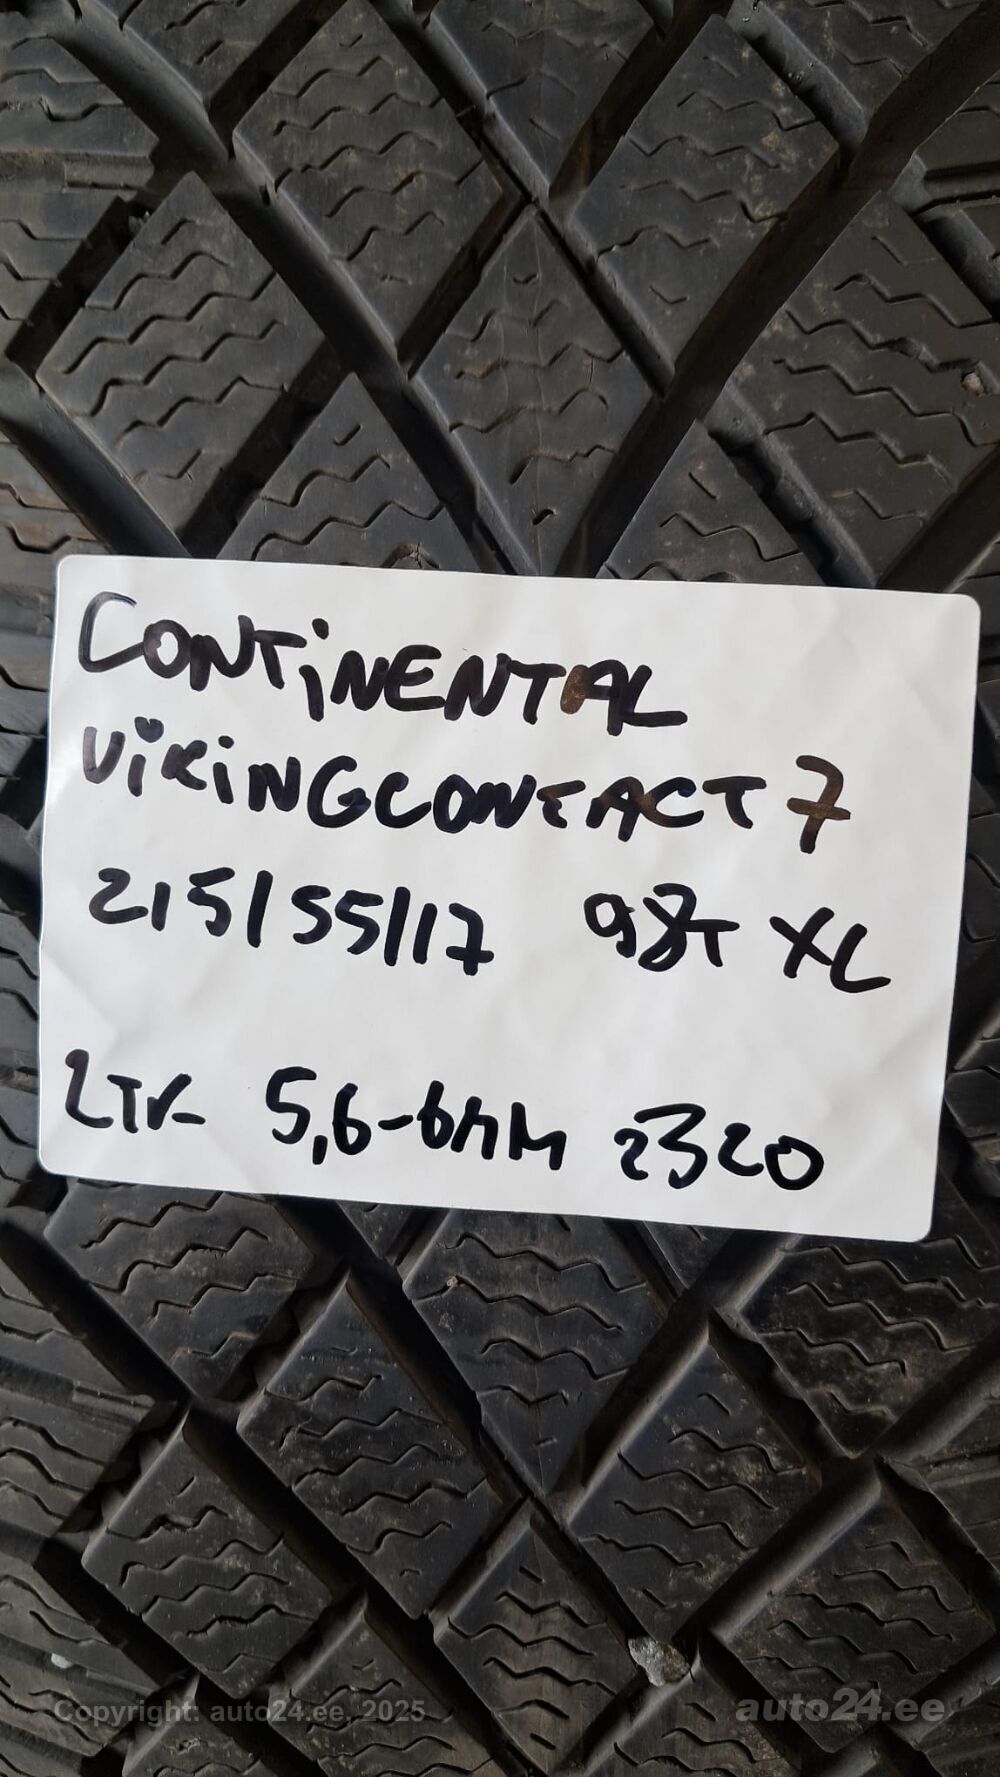 CONTiNENTAL
ViKiNGCONTACT 7
215/55/17 98T XL
2TK 5,6-6MM 2320
Copyright: auto24.ee, 2025
auto24.ee